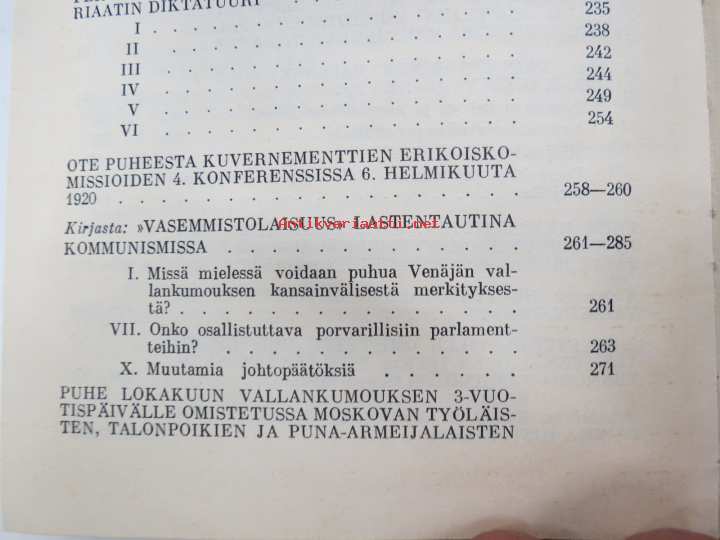 RIAATIN DIKTATUURI . . . . . 235
I . . . . . . . . . . 238
II . . . . . . . . . . 242
III . . . . . . . . . . 244
IV . . . . . . . . . . 249
V . . . . . . . . . . 254
VI . . . . . . . . . .
OTE PUHEESTA KUVERNEMENTTIEN ERIKOISKO-
MISSIOIDEN 4. KONFERENSSISSA 6. HELMIKUUTA
1920 . . . . . . . . . . . 258—260
Kirjasta: »VASEMMISTOLAISUUS» LASTENTAUTINA
KOMMUNISMISSA . . . . . . . . 261—285
Antikvariaatti.net
I. Missä mielessä voidaan puhua Venäjän val-
lankumouksen kansainvälisestä merkitykses-
tä? . . . . . . . . . . . . 261
VII. Onko osallistuttava porvarillisiin parlament-
teihin? . . . . . . . . . . 263
X. Muutamia johtopäätöksiä . . . . . 271
PUHE LOKAKUUN VALLANKUMOUKSEN 3-VUO-
TISPÄIVÄLLE OMISTETUSSA MOSKOVAN TYÖLÄIS-
TEN, TALONPOIKIEN JA PUNA-ARMEIJALAISTEN